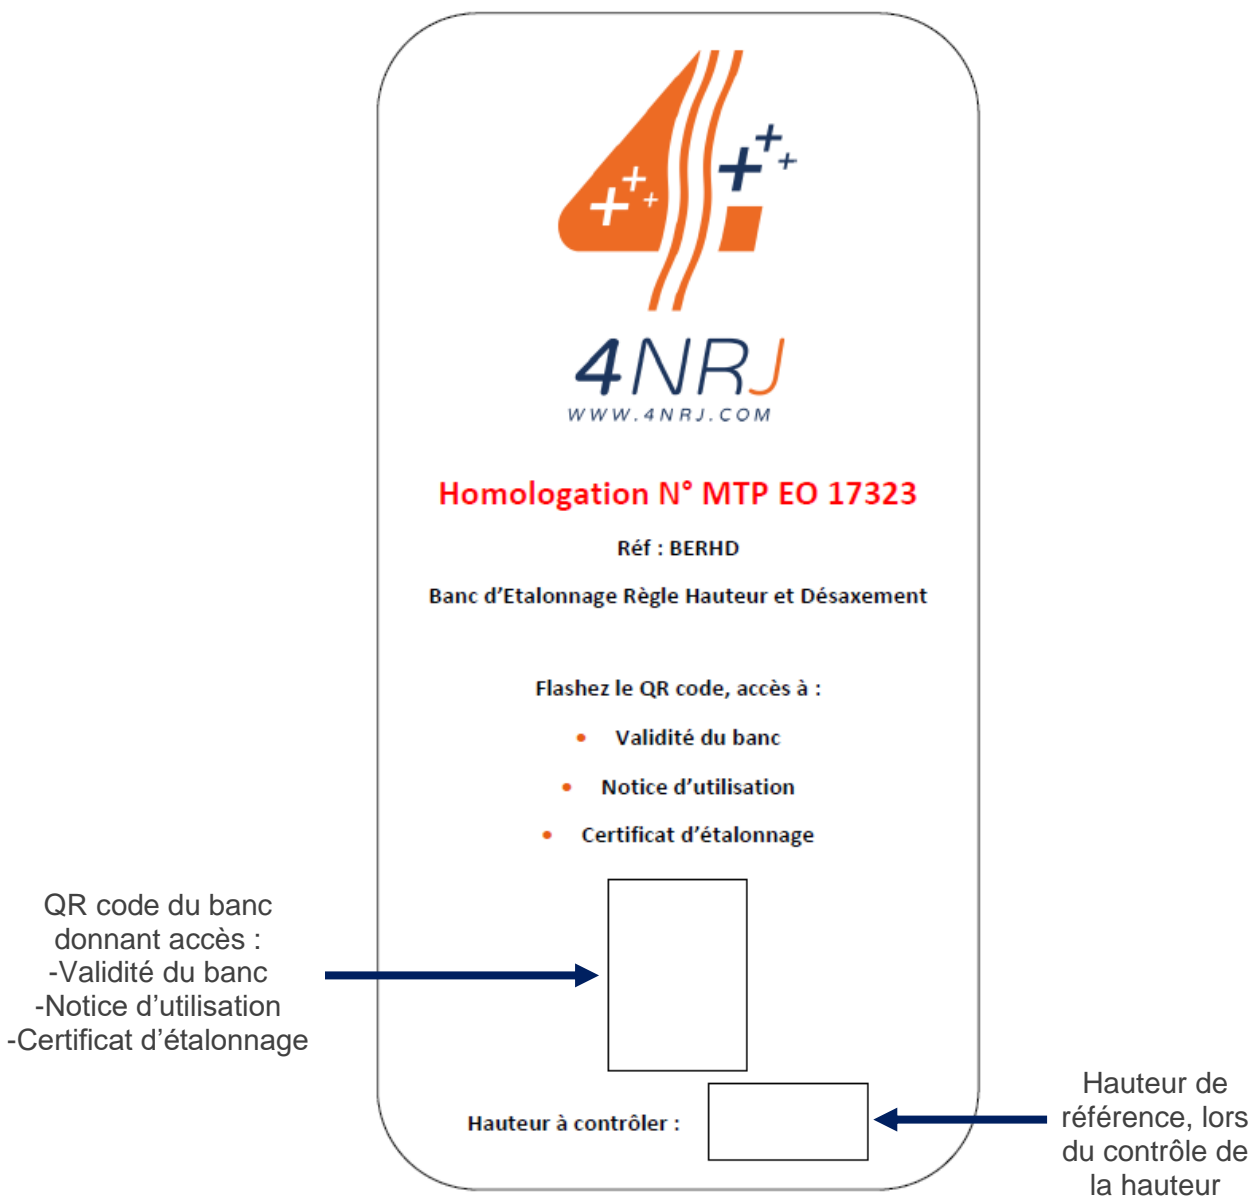 4NRJ
WWW.4NRJ.COM
Homologation N° MTP EO 17323
Réf : BERHD
Banc d’Etalonnage Règle Hauteur et Désaxement
Flashez le QR code, accès à :
• Validité du banc
• Notice d’utilisation
• Certificat d’étalonnage
QR code du banc
donnant accès :
-Validité du banc
-Notice d’utilisation
-Certificat d’étalonnage
Hauteur à contrôler :
Hauteur de
référence, lors
du contrôle de
la hauteur